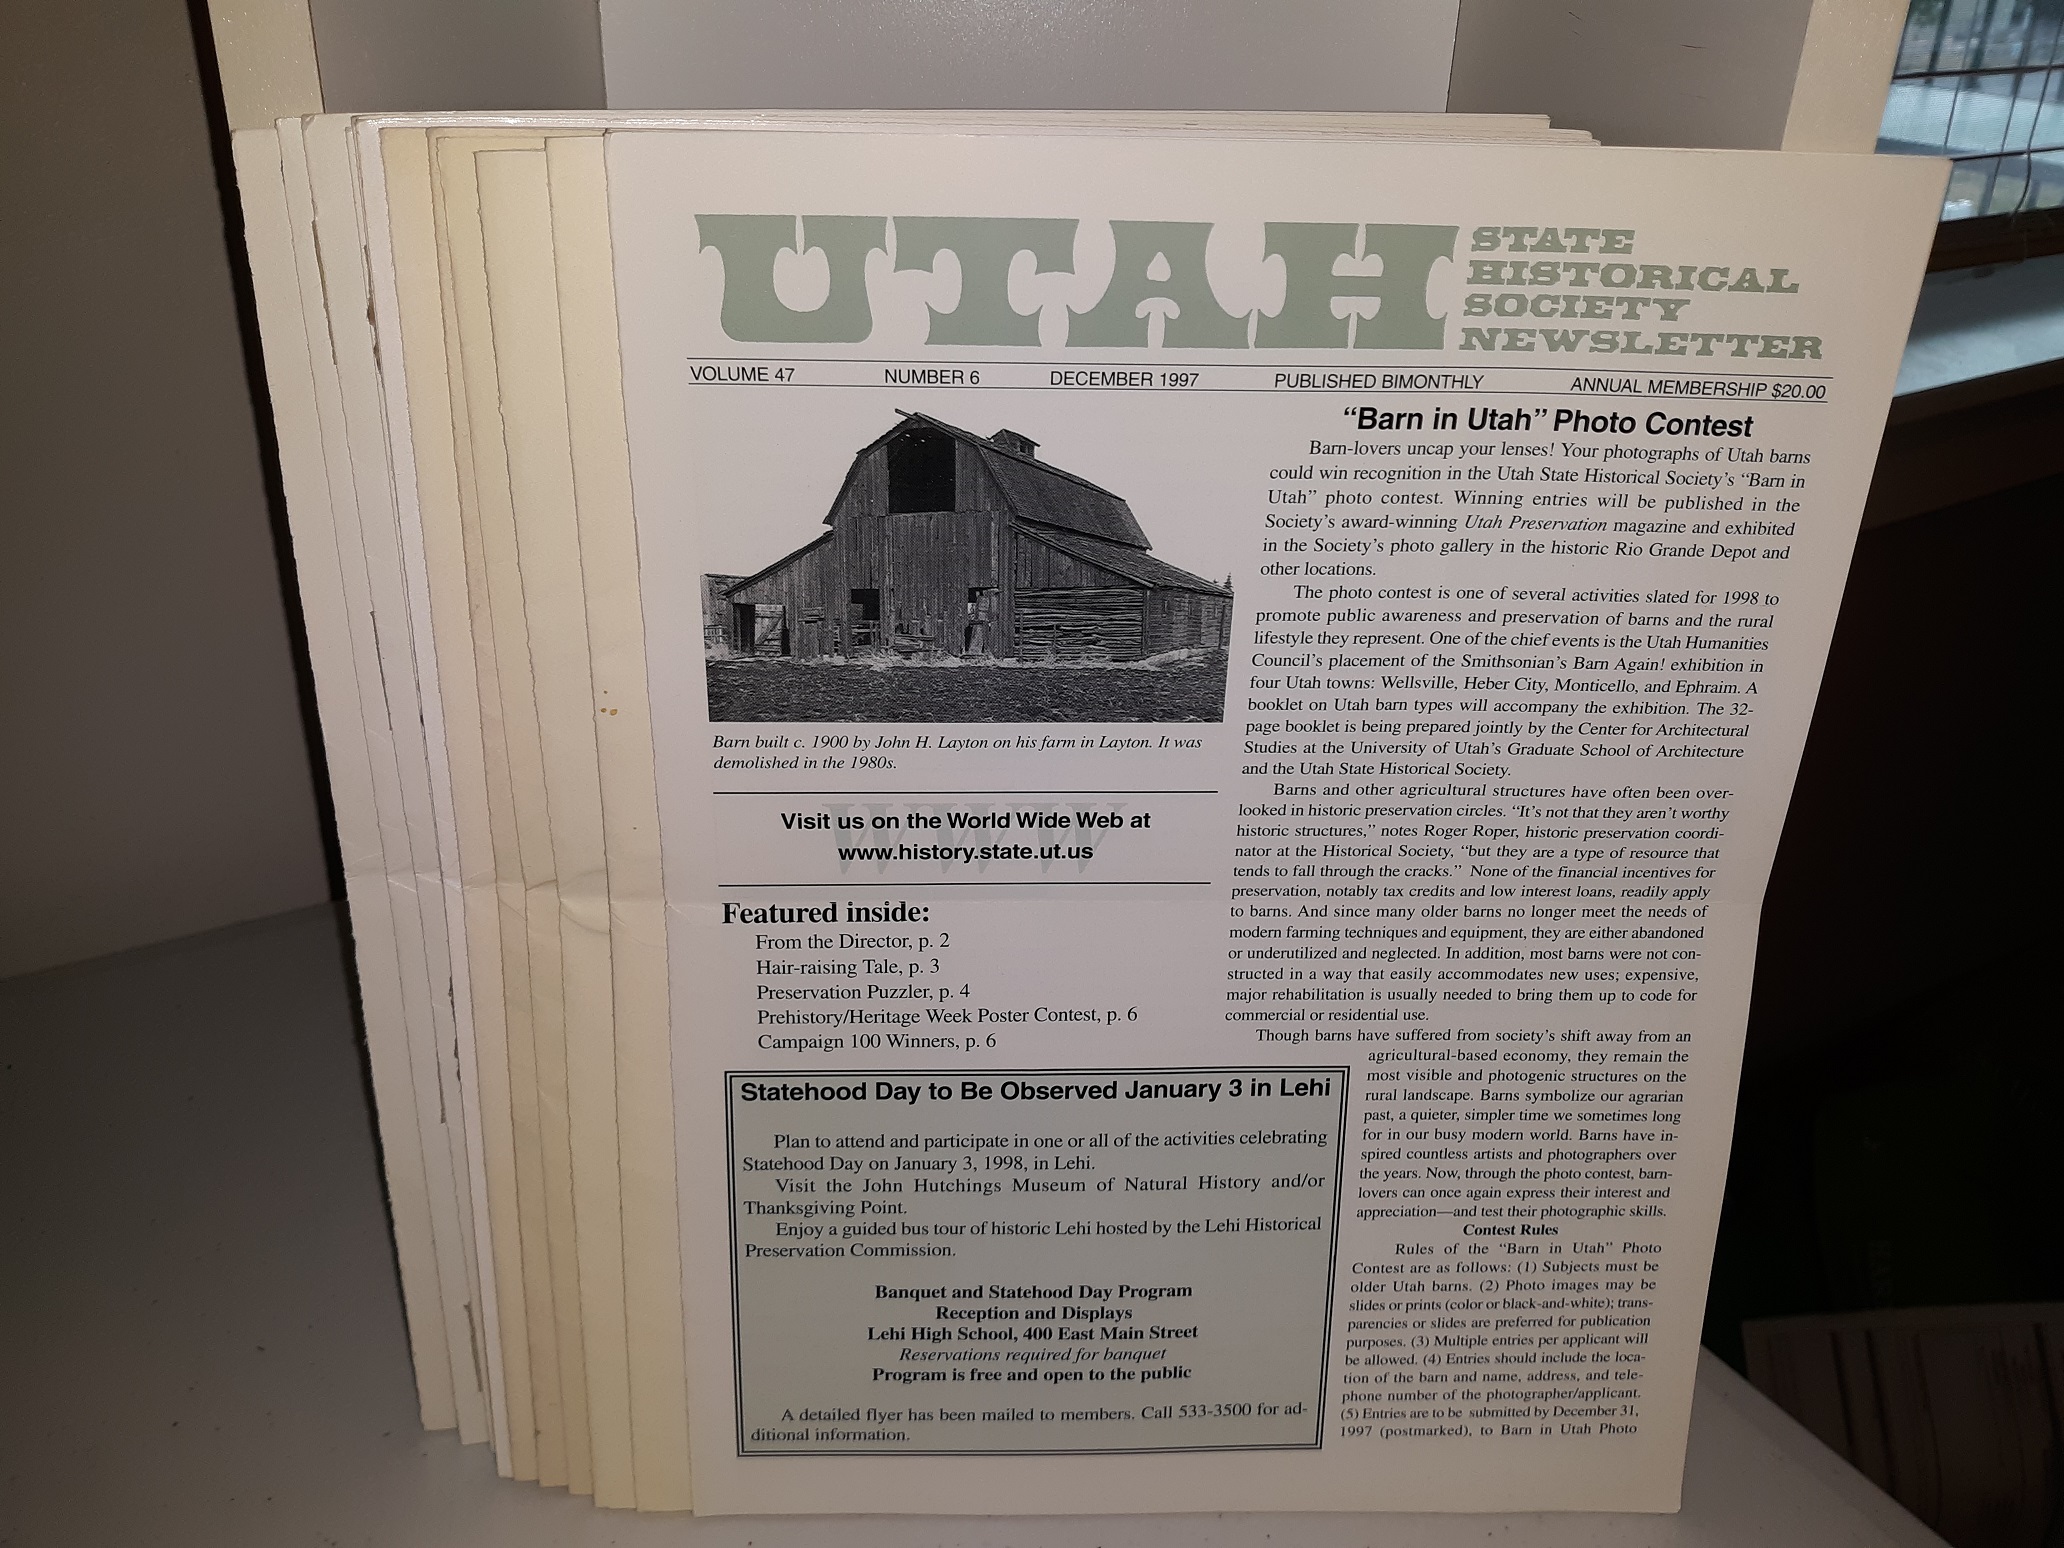 UTAH
STATE
HISTORICAL
SOCIETY
NEWSLETTER
VOLUME 47 NUMBER 6 DECEMBER 1997 PUBLISHED BIMONTHLY ANNUAL MEMBERSHIP $20.00
Barn built c. 1900 by John H. Layton on his farm in Layton. It was
demolished in the 1980s.
WWW
Visit us on the World Wide Web at
www.history.state.ut.us
Featured inside:
From the Director, p. 2
Hair-raising Tale, p. 3
Preservation Puzzler, p. 4
Prehistory/Heritage Week Poster Contest, p. 6
Campaign 100 Winners, p. 6
Statehood Day to Be Observed January 3 in Lehi
Plan to attend and participate in one or all of the activities celebrating
Statehood Day on January 3, 1998, in Lehi.
Visit the John Hutchings Museum of Natural History and/or
Thanksgiving Point.
Enjoy a guided bus tour of historic Lehi hosted by the Lehi Historical
Preservation Commission.
Banquet and Statehood Day Program
Reception and Displays
Lehi High School, 400 East Main Street
Reservations required for banquet
Program is free and open to the public
A detailed flyer has been mailed to members. Call 533-3500 for ad-
ditional information.
“Barn in Utah” Photo Contest
Barn-lovers uncap your lenses! Your photographs of Utah barns
could win recognition in the Utah State Historical Society’s “Barn in
Utah” photo contest. Winning entries will be published in the
Society’s award-winning Utah Preservation magazine and exhibited
in the Society’s photo gallery in the historic Rio Grande Depot and
other locations.
The photo contest is one of several activities slated for 1998 to
promote public awareness and preservation of barns and the rural
lifestyle they represent. One of the chief events is the Utah Humanities
Council’s placement of the Smithsonian’s Barn Again! exhibition in
four Utah towns: Wellsville, Heber City, Monticello, and Ephraim. A
booklet on Utah barn types will accompany the exhibition. The 32-
page booklet is being prepared jointly by the Center for Architectural
Studies at the University of Utah’s Graduate School of Architecture
and the Utah State Historical Society.
Barns and other agricultural structures have often been over-
looked in historic preservation circles. “It’s not that they aren’t worthy
historic structures,” notes Roger Roper, historic preservation coordi-
nator at the Historical Society, “but they are a type of resource that
tends to fall through the cracks.” None of the financial incentives for
preservation, notably tax credits and low interest loans, readily apply
to barns. And since many older barns no longer meet the needs of
modern farming techniques and equipment, they are either abandoned
or underutilized and neglected. In addition, most barns were not con-
structed in a way that easily accommodates new uses; expensive,
major rehabilitation is usually needed to bring them up to code for
commercial or residential use.
Though barns have suffered from society’s shift away from an
agricultural-based economy, they remain the
most visible and photogenic structures on the
rural landscape. Barns symbolize our agrarian
past, a quieter, simpler time we sometimes long
for in our busy modern world. Barns have in-
spired countless artists and photographers over
the years. Now, through the photo contest, barn-
lovers can once again express their interest and
appreciation—and test their photographic skills.
Contest Rules
Rules of the “Barn in Utah” Photo
Contest are as follows: (1) Subjects must be
older Utah barns. (2) Photo images may be
slides or prints (color or black-and-white); trans-
parencies or slides are preferred for publication
purposes. (3) Multiple entries per applicant will
be allowed. (4) Entries should include the loca-
tion of the barn and name, address, and tele-
phone number of the photographer/applicant.
(5) Entries are to be submitted by December 31,
1997 (postmarked), to Barn in Utah Photo